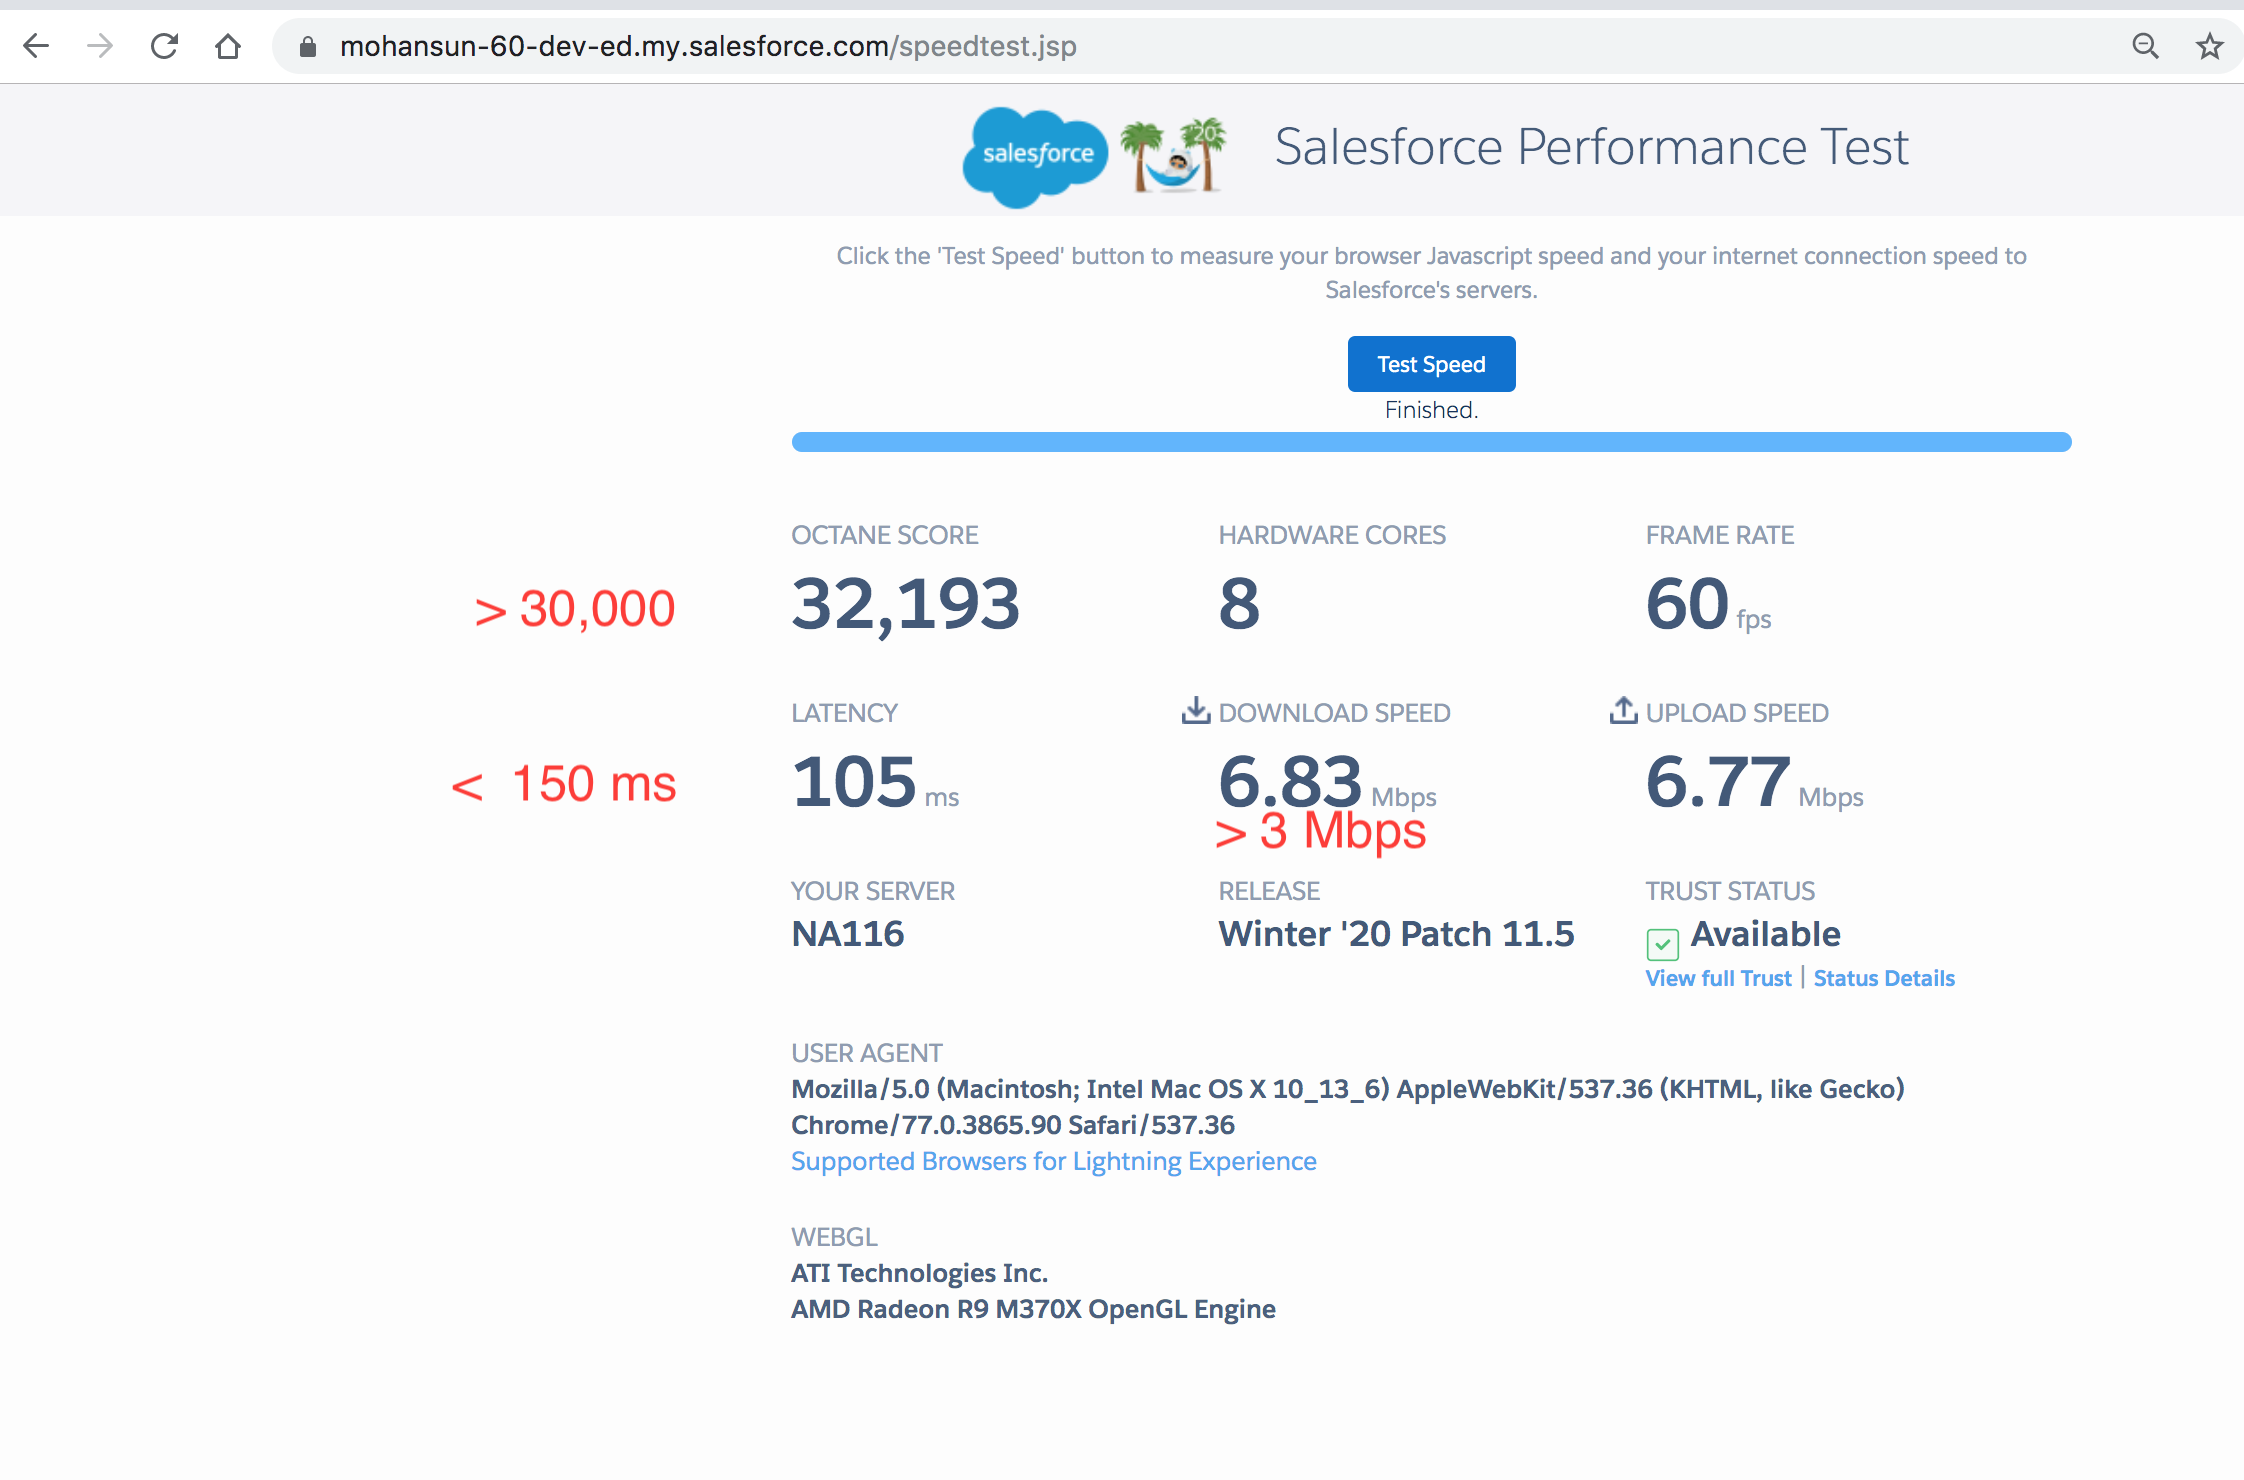 mohansun-60-dev-ed.my.salesforce.com/speedtest.jsp
salesforce
'20
Salesforce Performance Test
Click the 'Test Speed' button to measure your browser Javascript speed and your internet connection speed to
Salesforce's servers.
Test Speed
Finished.
OCTANE SCORE HARDWARE CORES FRAME RATE
> 30,000 32,193 8 60 fps
LATENCY DOWNLOAD SPEED UPLOAD SPEED
< 150 ms 105 ms 6.83 Mbps 6.77 Mbps
> 3 Mbps
YOUR SERVER RELEASE TRUST STATUS
NA116 Winter '20 Patch 11.5 Available
View full Trust | Status Details
USER AGENT
Mozilla/5.0 (Macintosh; Intel Mac OS X 10_13_6) AppleWebKit/537.36 (KHTML, like Gecko)
Chrome/77.0.3865.90 Safari/537.36
Supported Browsers for Lightning Experience
WEBGL
ATI Technologies Inc.
AMD Radeon R9 M370X OpenGL Engine